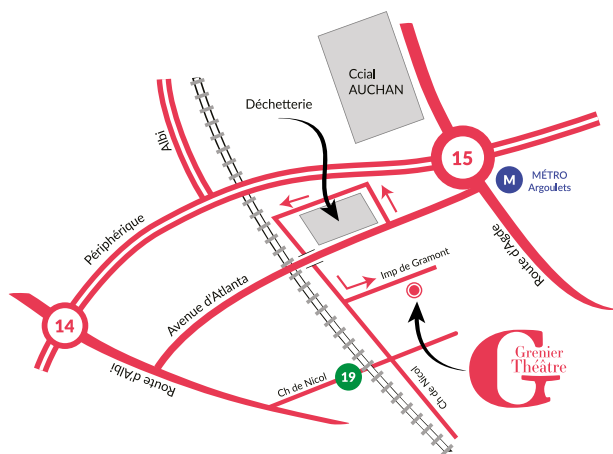 Ccial
AUCHAN
Déchetterie
Albi
15
M
MÉTRO
Argoulets
Périphérique
Route d'Agde
Imp de Gramont
Avenue d'Atlanta
14
Route d'Albi
Grenier
Théâtre
G
19
Ch de Nicol
Ch de Nicol